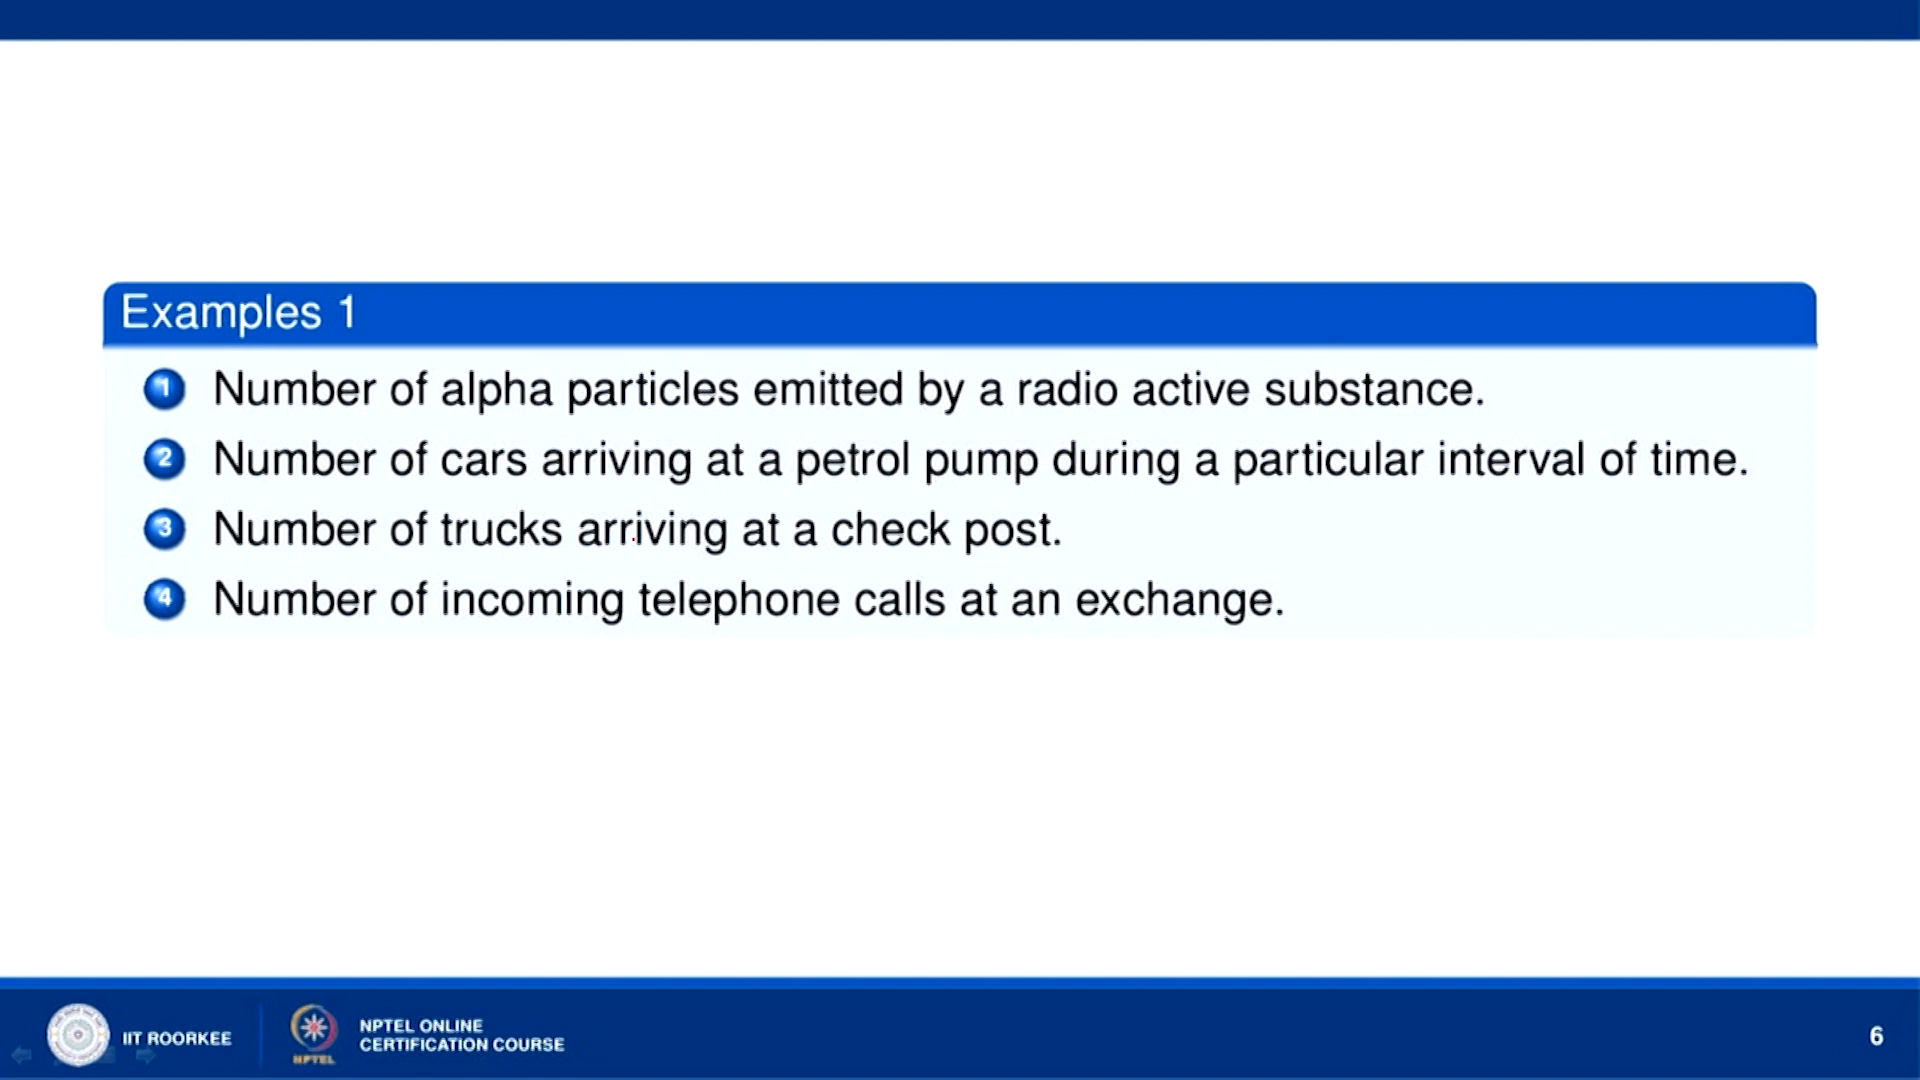 Examples 1
1 Number of alpha particles emitted by a radio active substance.
2 Number of cars arriving at a petrol pump during a particular interval of time.
3 Number of trucks arriving at a check post.
4 Number of incoming telephone calls at an exchange.
IIT ROORKEE
NPTEL
NPTEL ONLINE
CERTIFICATION COURSE
6